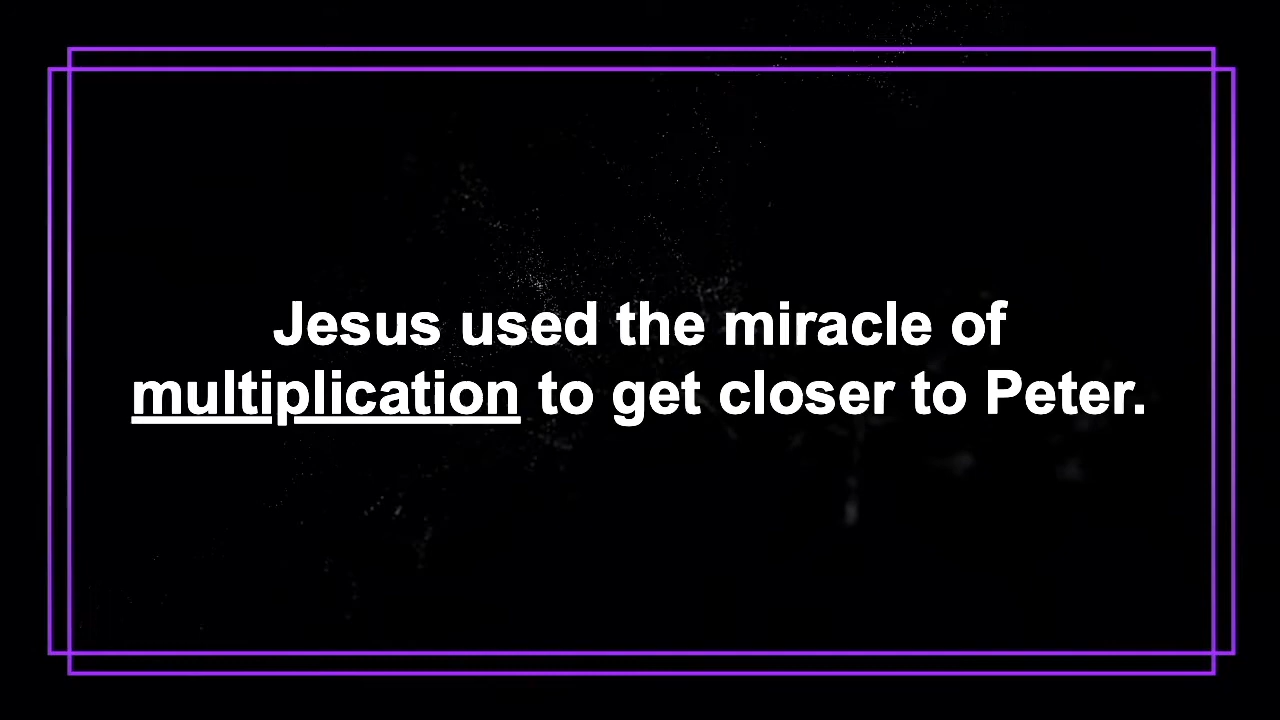 Jesus used the miracle of
multiplication to get closer to Peter.